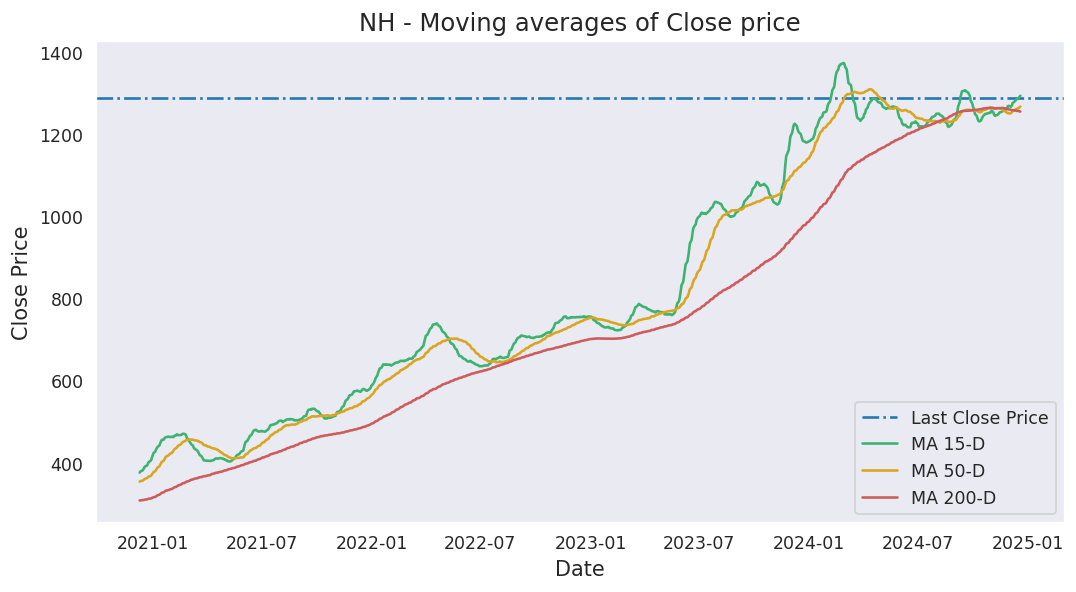 NH - Moving averages of Close price
Close Price
1400
1200
1000
800
600
400
Last Close Price
MA 15-D
MA 50-D
MA 200-D
2021-01 2021-07 2022-01 2022-07 2023-01 2023-07 2024-01 2024-07 2025-01
Date